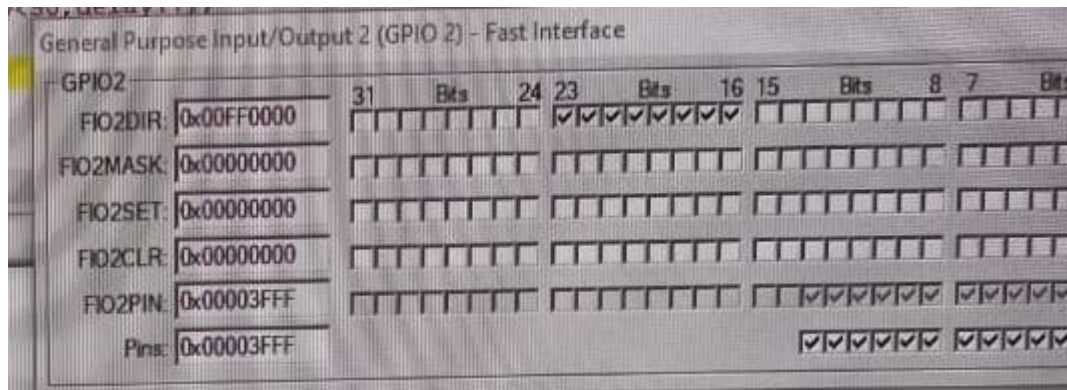 General Purpose Input/Output 2 (GPIO 2) - Fast Interface
GPIO2
31 Bits 24 23 Bits 16 15 Bits 8 7 Bits
FIO2DIR: 0x00FF0000
FIO2MASK: 0x00000000
FIO2SET: 0x00000000
FIO2CLR: 0x00000000
FIO2PIN: 0x00003FFF
Pins: 0x00003FFF